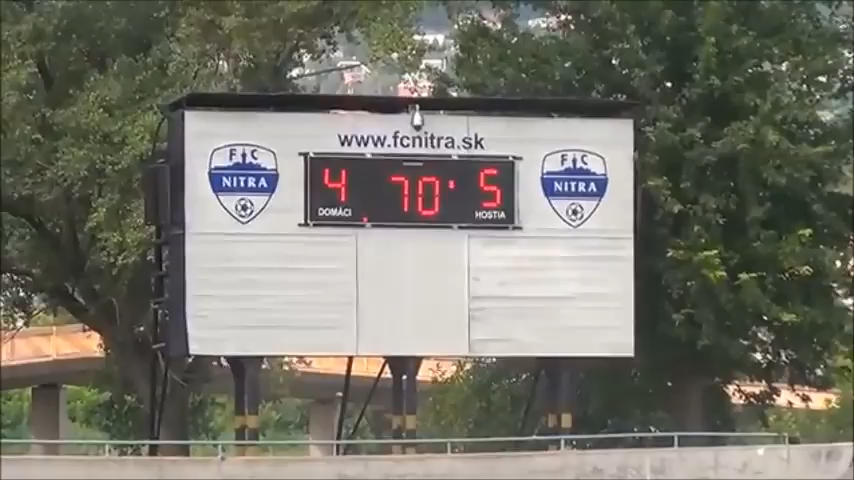 www.fcnitra.sk
FC
NITRA
4 70' 5
DOMÁCI HOSTIA
FC
NITRA